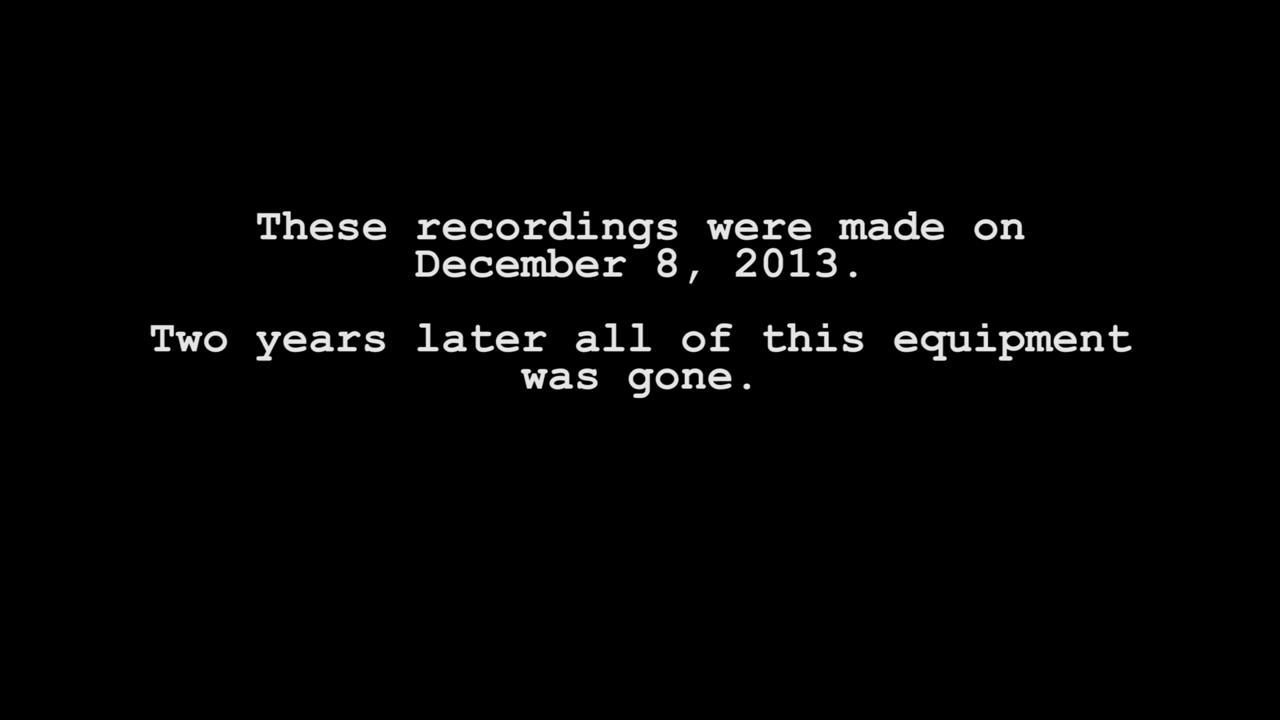 These recordings were made on
December 8, 2013.
Two years later all of this equipment
was gone.